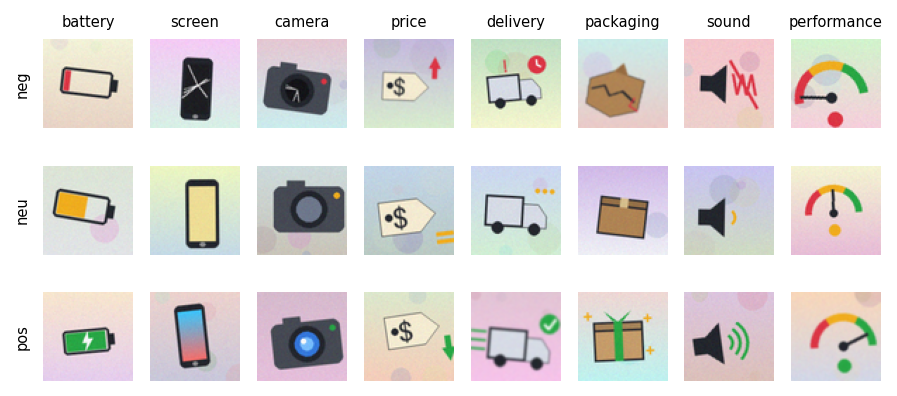 battery screen camera price delivery packaging sound performance
neg
$
neu
$
pos
$